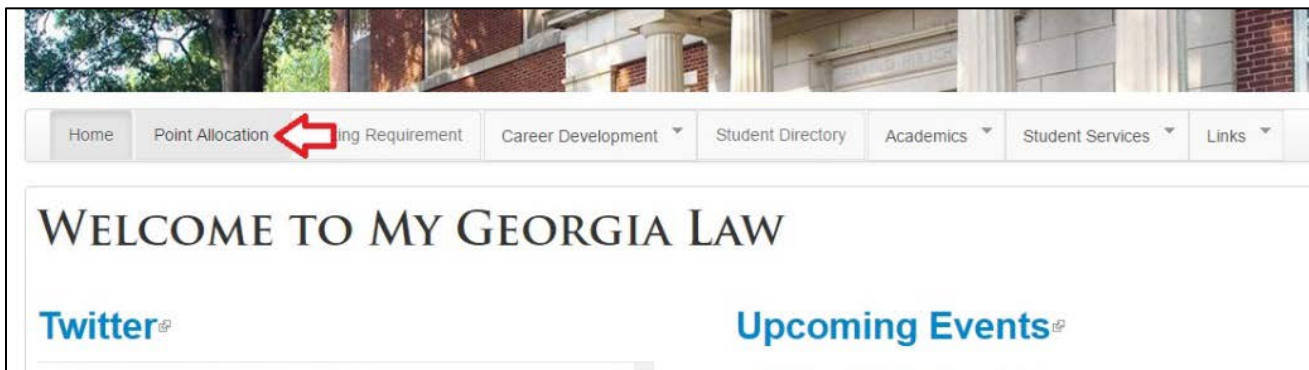 Home Point Allocation Requirement Career Development Student Directory Academics Student Services Links
WELCOME TO MY GEORGIA LAW
Twitter Upcoming Events